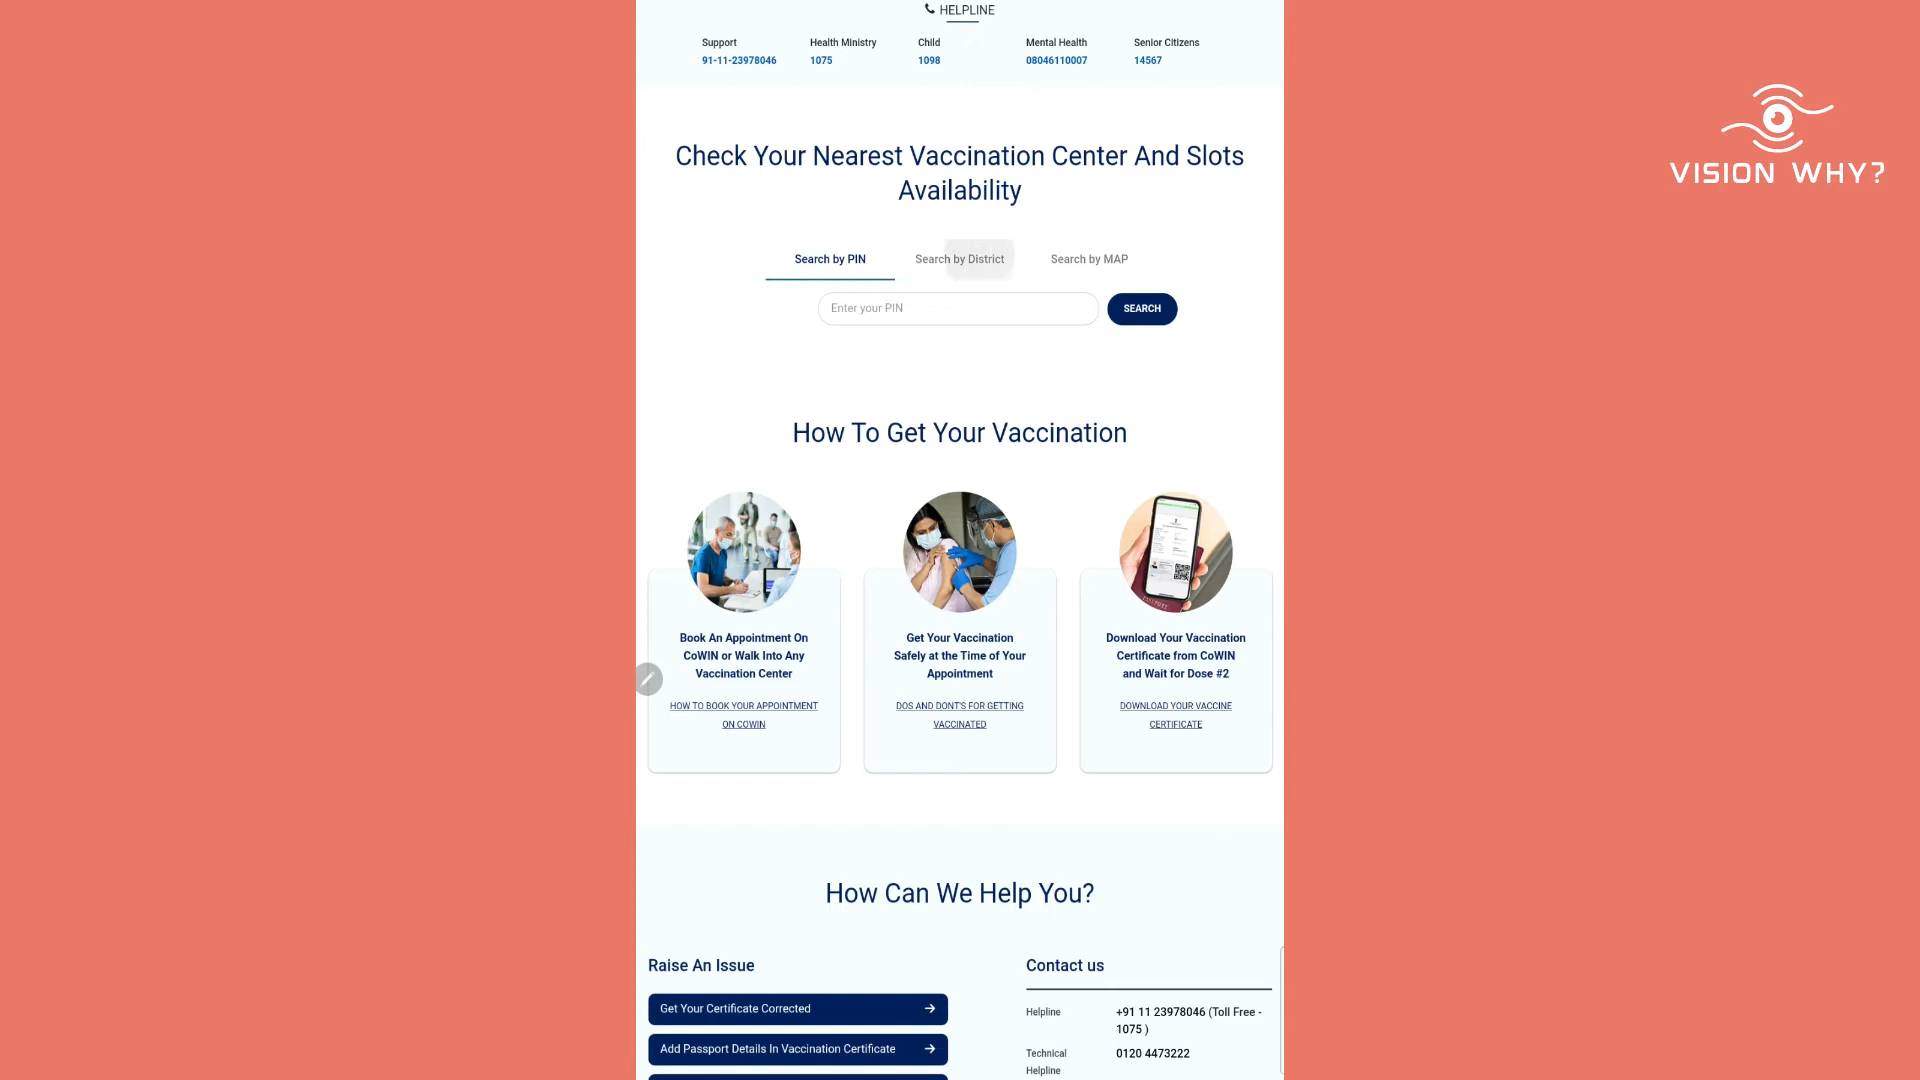 HELPLINE
Support
91-11-23978046
Health Ministry
1075
Child
1098
Mental Health
08046110007
Senior Citizens
14567
VISION WHY?
Check Your Nearest Vaccination Center And Slots
Availability
Search by PIN
Search by District
Search by MAP
Enter your PIN
SEARCH
How To Get Your Vaccination
Book An Appointment On
CoWIN or Walk Into Any
Vaccination Center
HOW TO BOOK YOUR APPOINTMENT
ON COWIN
Get Your Vaccination
Safely at the Time of Your
Appointment
DOS AND DONT'S FOR GETTING
VACCINATED
Download Your Vaccination
Certificate from CoWIN
and Wait for Dose #2
DOWNLOAD YOUR VACCINE
CERTIFICATE
How Can We Help You?
Raise An Issue
Get Your Certificate Corrected
Add Passport Details In Vaccination Certificate
Contact us
Helpline
+91 11 23978046 (Toll Free -
1075 )
Technical
Helpline
0120 4473222